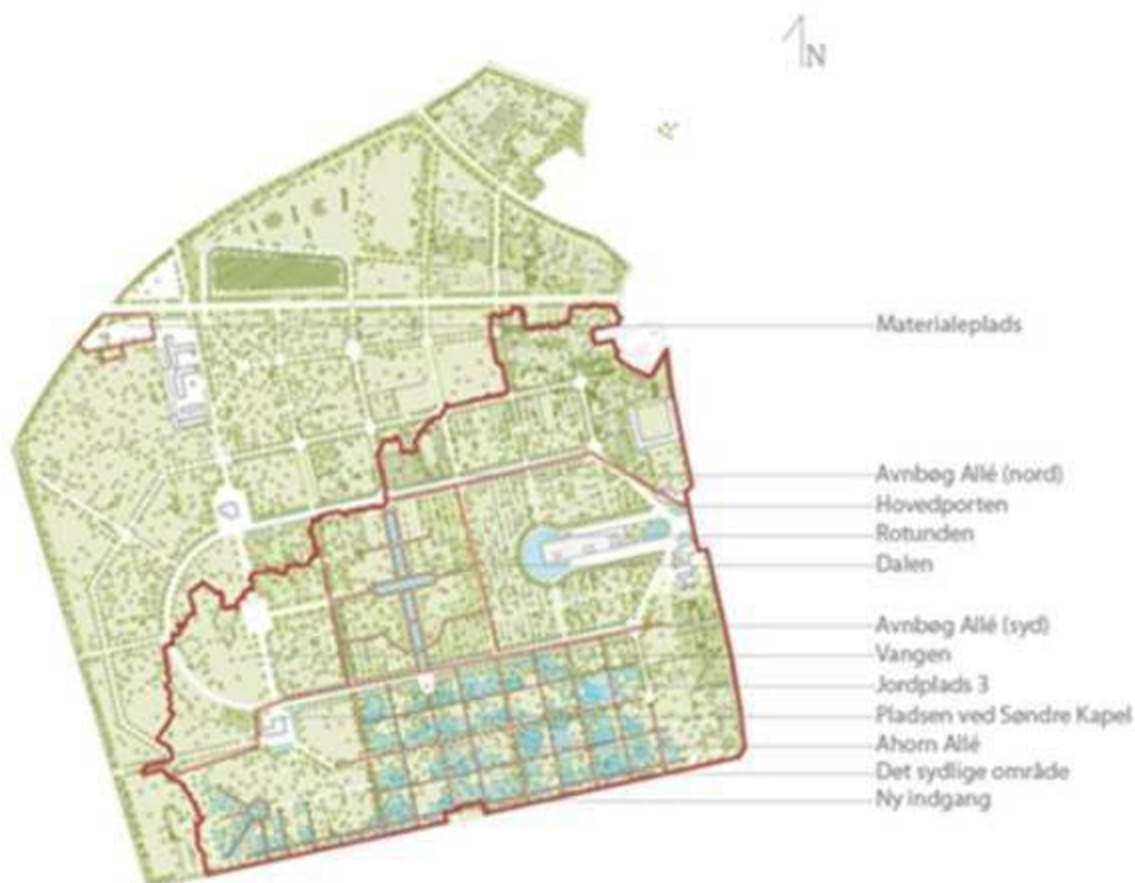 N
Materialeplads
Avnbøg Allé (nord)
Hovedporten
Rotunden
Dalen
Avnbøg Allé (syd)
Vangen
Jordplads 3
Pladsen ved Søndre Kapel
Ahorn Allé
Det sydlige område
Ny indgang